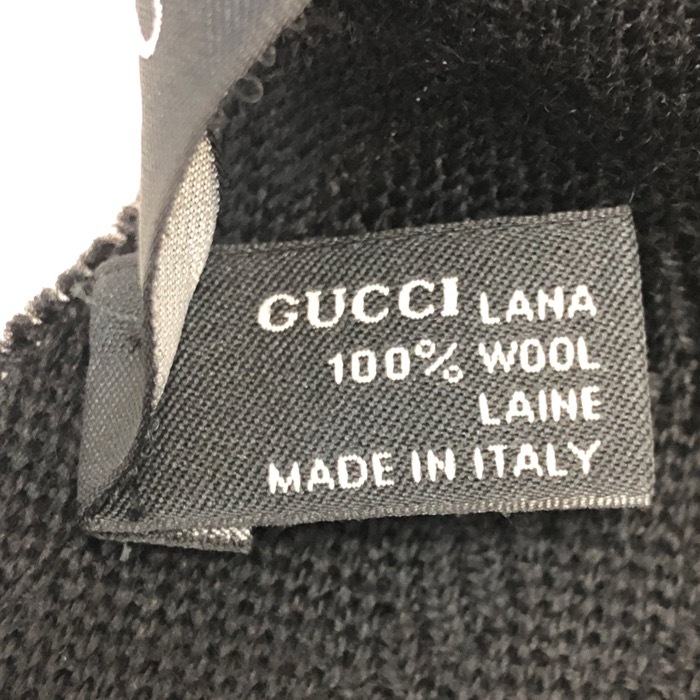 GUCCI LANA
100% WOOL
LAINE
MADE IN ITALY